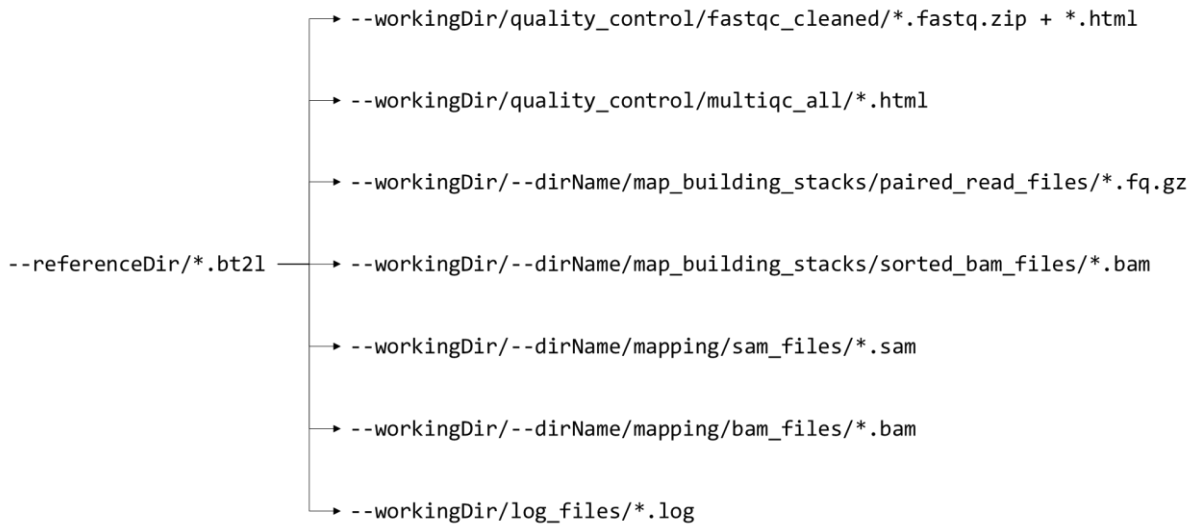 --workingDir/quality_control/fastqc_cleaned/*.fastq.zip + *.html
--workingDir/quality_control/multiqc_all/*.html
--workingDir/--dirName/map_building_stacks/paired_read_files/*.fq.gz
--referenceDir/*.bt2l
--workingDir/--dirName/map_building_stacks/sorted_bam_files/*.bam
--workingDir/--dirName/mapping/sam_files/*.sam
--workingDir/--dirName/mapping/bam_files/*.bam
--workingDir/log_files/*.log